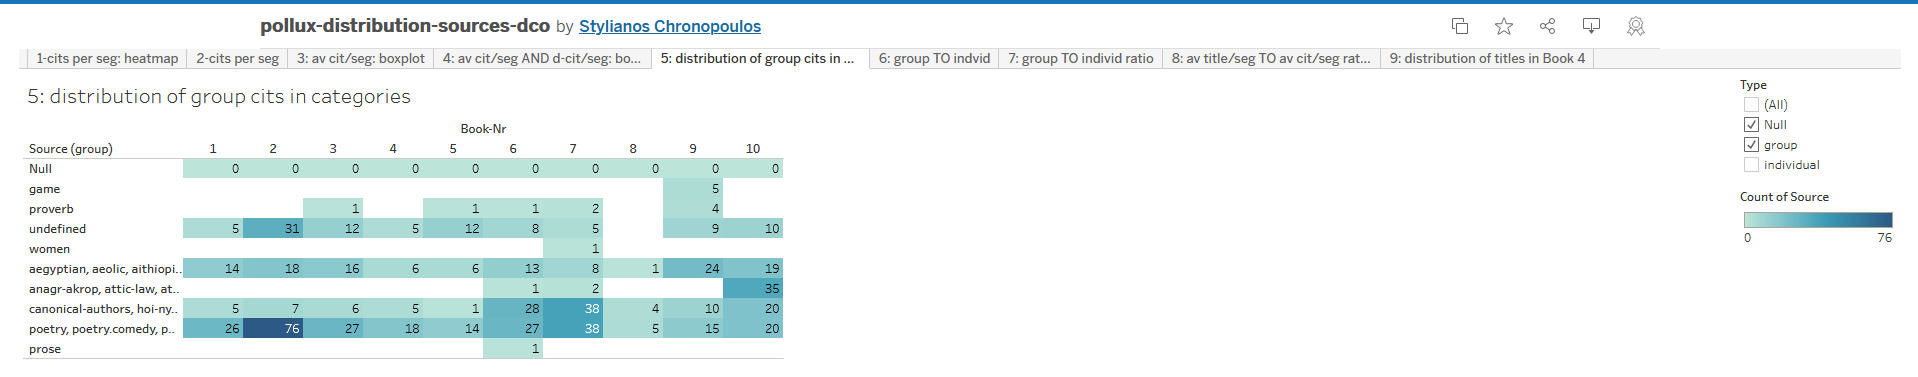 pollux-distribution-sources-dco by Stylianos Chronopoulos
1-cits per seg: heatmap 2-cits per seg 3: av cit/seg: boxplot 4: av cit/seg AND d-cit/seg: bo... 5: distribution of group cits in ... 6: group TO indvid 7: group TO individ ratio 8: av title/seg TO av cit/seg rat... 9: distribution of titles in Book 4
5: distribution of group cits in categories
Book-Nr
Source (group) 1 2 3 4 5 6 7 8 9 10
Null 0 0 0 0 0 0 0 0 0 0
game 5
proverb 1 1 1 2 4
undefined 5 31 12 5 12 8 5 9 10
women 1
aegyptian, aeolic, aithiopi.. 14 18 16 6 6 13 8 1 24 19
anagr-akrop, attic-law, at.. 1 2 35
canonical-authors, hoi-ny.. 5 7 6 5 1 28 38 4 10 20
poetry, poetry.comedy, p.. 26 76 27 18 14 27 38 5 15 20
prose 1
Type
(All)
Null
group
individual
Count of Source
0 76